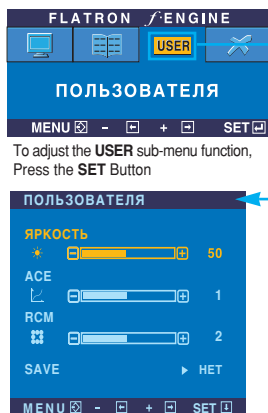 FLATRON ƒ·ENGINE
USER
ПОЛЬЗОВАТЕЛЯ
MENU - + SET
To adjust the USER sub-menu function,
Press the SET Button
ПОЛЬЗОВАТЕЛЯ
ЯРКОСТЬ
50
ACE
1
RCM
2
SAVE ▶ НЕТ
MENU - + SET